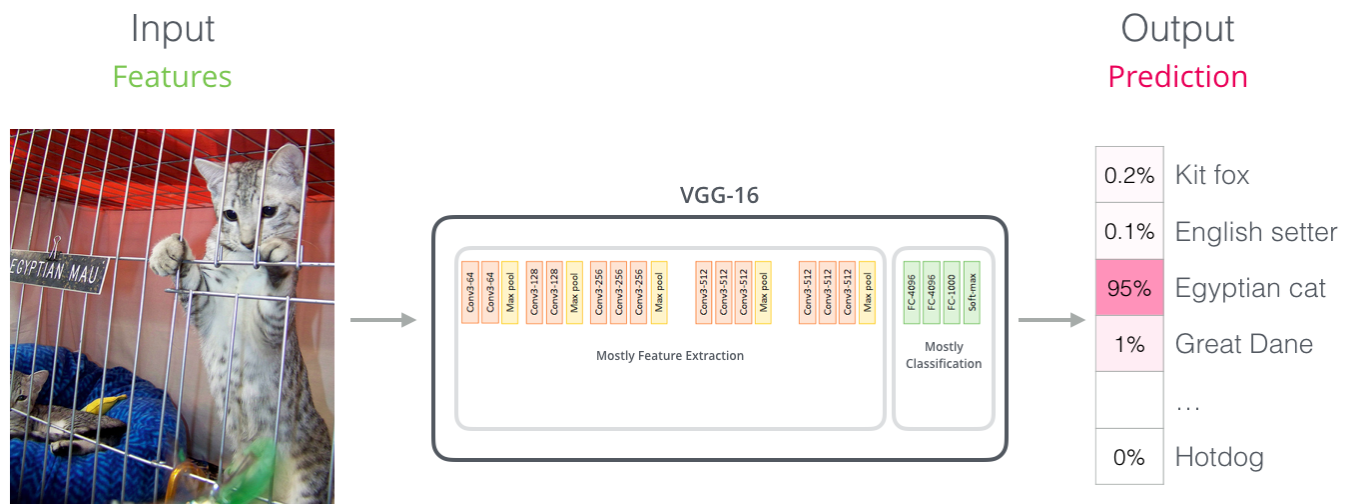 Input
Features
EGYPTIAN MAU
VGG-16
Conv3-64
Conv3-64
Max pool
Conv3-128
Conv3-128
Max pool
Conv3-256
Conv3-256
Conv3-256
Max pool
Conv3-512
Conv3-512
Conv3-512
Max pool
Conv3-512
Conv3-512
Conv3-512
Max pool
Mostly Feature Extraction
FC-4096
FC-4096
FC-1000
Soft-max
Mostly
Classification
Output
Prediction
0.2% Kit fox
0.1% English setter
95% Egyptian cat
1% Great Dane
...
0% Hotdog